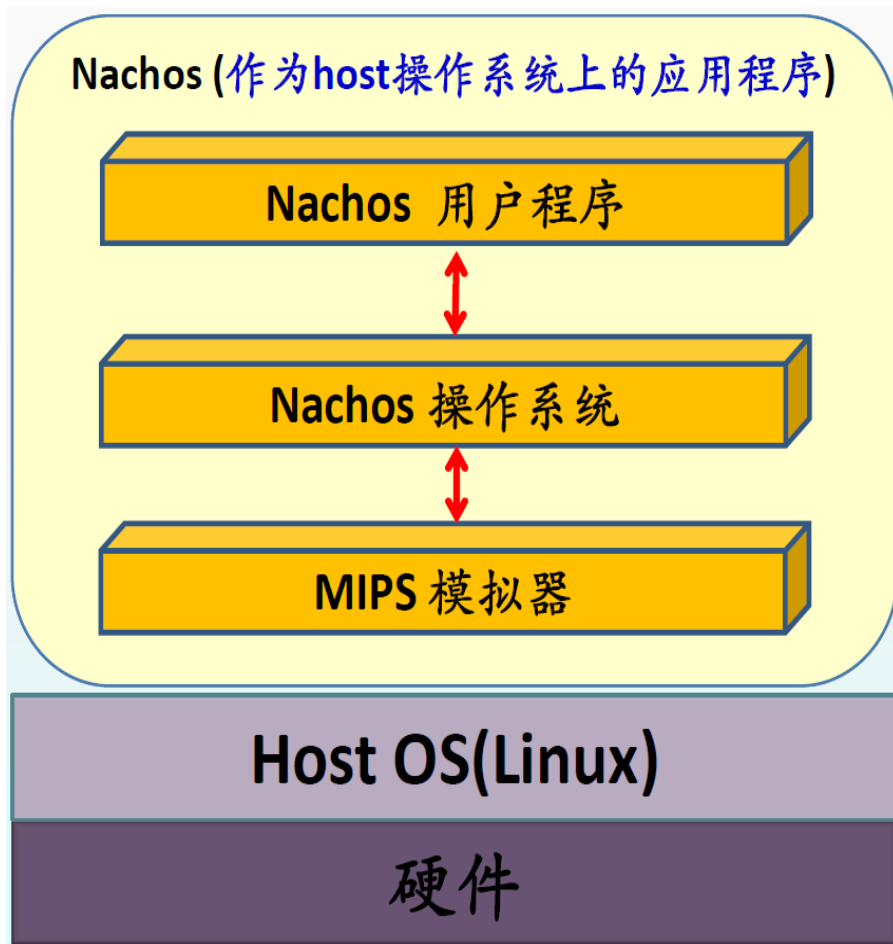 Nachos (作为host操作系统上的应用程序)
Nachos 用户程序
Nachos 操作系统
MIPS 模拟器
Host OS(Linux)
硬件